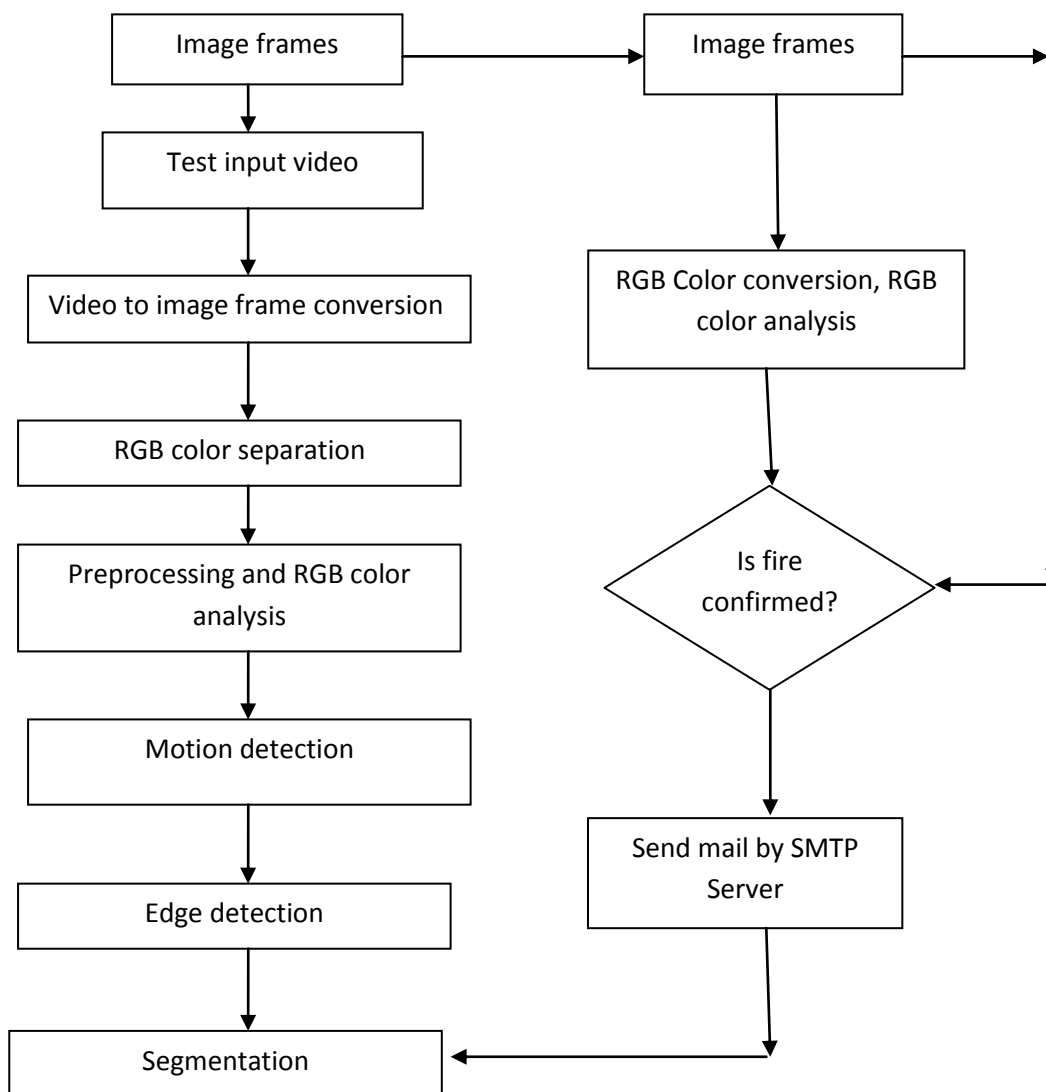 Image frames
Test input video
Video to image frame conversion
RGB color separation
Preprocessing and RGB color
analysis
Motion detection
Edge detection
Segmentation
Image frames
RGB Color conversion, RGB
color analysis
Is fire
confirmed?
Send mail by SMTP
Server